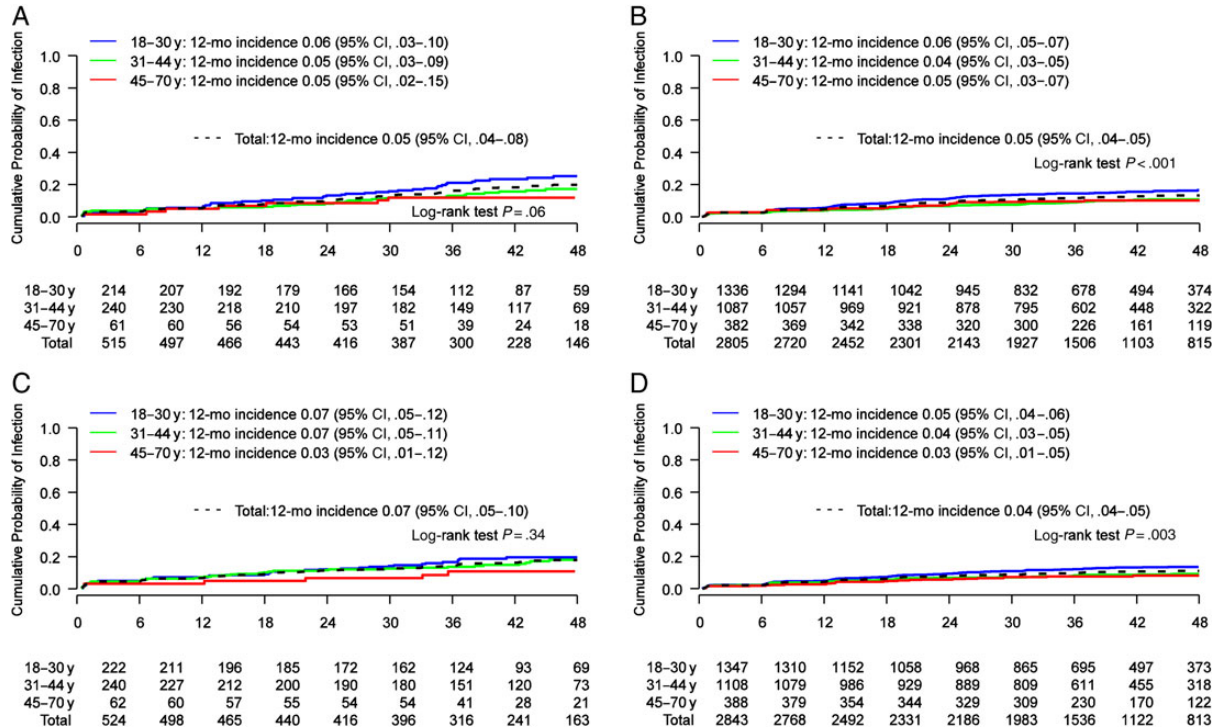 A
18–30 y: 12-mo incidence 0.06 (95% CI, .03–.10)
31–44 y: 12-mo incidence 0.05 (95% CI, .03–.09)
45–70 y: 12-mo incidence 0.05 (95% CI, .02–.15)
Total:12-mo incidence 0.05 (95% CI, .04–.08)
Log-rank test P = .06
Cumulative Probability of Infection
1.0
0.8
0.6
0.4
0.2
0.0
0 6 12 18 24 30 36 42 48
18–30 y 214 207 192 179 166 154 112 87 59
31–44 y 240 230 218 210 197 182 149 117 69
45–70 y 61 60 56 54 53 51 39 24 18
Total 515 497 466 443 416 387 300 228 146
B
18–30 y: 12-mo incidence 0.06 (95% CI, .05–.07)
31–44 y: 12-mo incidence 0.04 (95% CI, .03–.05)
45–70 y: 12-mo incidence 0.05 (95% CI, .03–.07)
Total:12-mo incidence 0.05 (95% CI, .04–.05)
Log-rank test P < .001
Cumulative Probability of Infection
1.0
0.8
0.6
0.4
0.2
0.0
0 6 12 18 24 30 36 42 48
18–30 y 1336 1294 1141 1042 945 832 678 494 374
31–44 y 1087 1057 969 921 878 795 602 448 322
45–70 y 382 369 342 338 320 300 226 161 119
Total 2805 2720 2452 2301 2143 1927 1506 1103 815
C
18–30 y: 12-mo incidence 0.07 (95% CI, .05–.12)
31–44 y: 12-mo incidence 0.07 (95% CI, .05–.11)
45–70 y: 12-mo incidence 0.03 (95% CI, .01–.12)
Total:12-mo incidence 0.07 (95% CI, .05–.10)
Log-rank test P = .34
Cumulative Probability of Infection
1.0
0.8
0.6
0.4
0.2
0.0
0 6 12 18 24 30 36 42 48
18–30 y 222 211 196 185 172 162 124 93 69
31–44 y 240 227 212 200 190 180 151 120 73
45–70 y 62 60 57 55 54 54 41 28 21
Total 524 498 465 440 416 396 316 241 163
D
18–30 y: 12-mo incidence 0.05 (95% CI, .04–.06)
31–44 y: 12-mo incidence 0.04 (95% CI, .03–.05)
45–70 y: 12-mo incidence 0.03 (95% CI, .01–.05)
Total:12-mo incidence 0.04 (95% CI, .04–.05)
Log-rank test P = .003
Cumulative Probability of Infection
1.0
0.8
0.6
0.4
0.2
0.0
0 6 12 18 24 30 36 42 48
18–30 y 1347 1310 1152 1058 968 865 695 497 373
31–44 y 1108 1079 986 929 889 809 611 455 318
45–70 y 388 379 354 344 329 309 230 170 122
Total 2843 2768 2492 2331 2186 1983 1536 1122 813